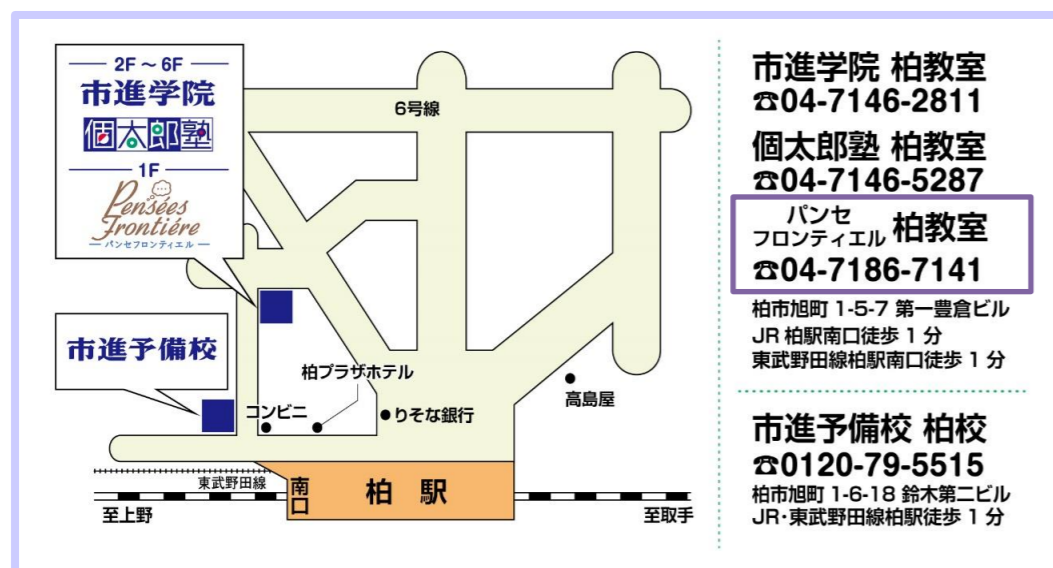 2F～6F
市進学院
個太郎塾
1F
Pensées
Frontiére
パンセフロンティエル
市進予備校
6号線
柏プラザホテル
コンビニ
りそな銀行
高島屋
東武野田線
南口
柏駅
至上野
至取手
市進学院 柏教室
☎04-7146-2811
個太郎塾 柏教室
☎04-7146-5287
パンセ
フロンティエル 柏教室
☎04-7186-7141
柏市旭町 1-5-7 第一豊倉ビル
JR 柏駅南口徒歩 1 分
東武野田線柏駅南口徒歩 1 分
市進予備校 柏校
☎0120-79-5515
柏市旭町 1-6-18 鈴木第二ビル
JR・東武野田線柏駅徒歩 1 分